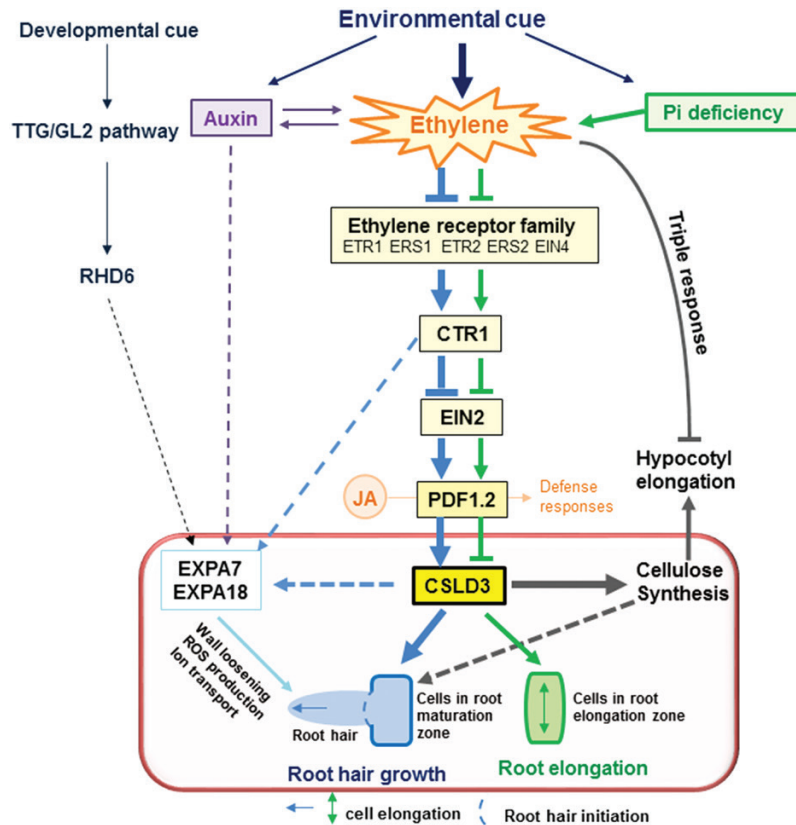 Environmental cue
Developmental cue
TTG/GL2 pathway
RHD6
Auxin
Ethylene
Pi deficiency
Triple response
Ethylene receptor family
ETR1 ERS1 ETR2 ERS2 EIN4
CTR1
EIN2
JA
PDF1.2
Defense
responses
Hypocotyl
elongation
EXPA7
EXPA18
CSLD3
Cellulose
Synthesis
Wall loosening
ROS production
Ion transport
Root hair
Cells in root
maturation
zone
Cells in root
elongation zone
Root hair growth
Root elongation
cell elongation
Root hair initiation